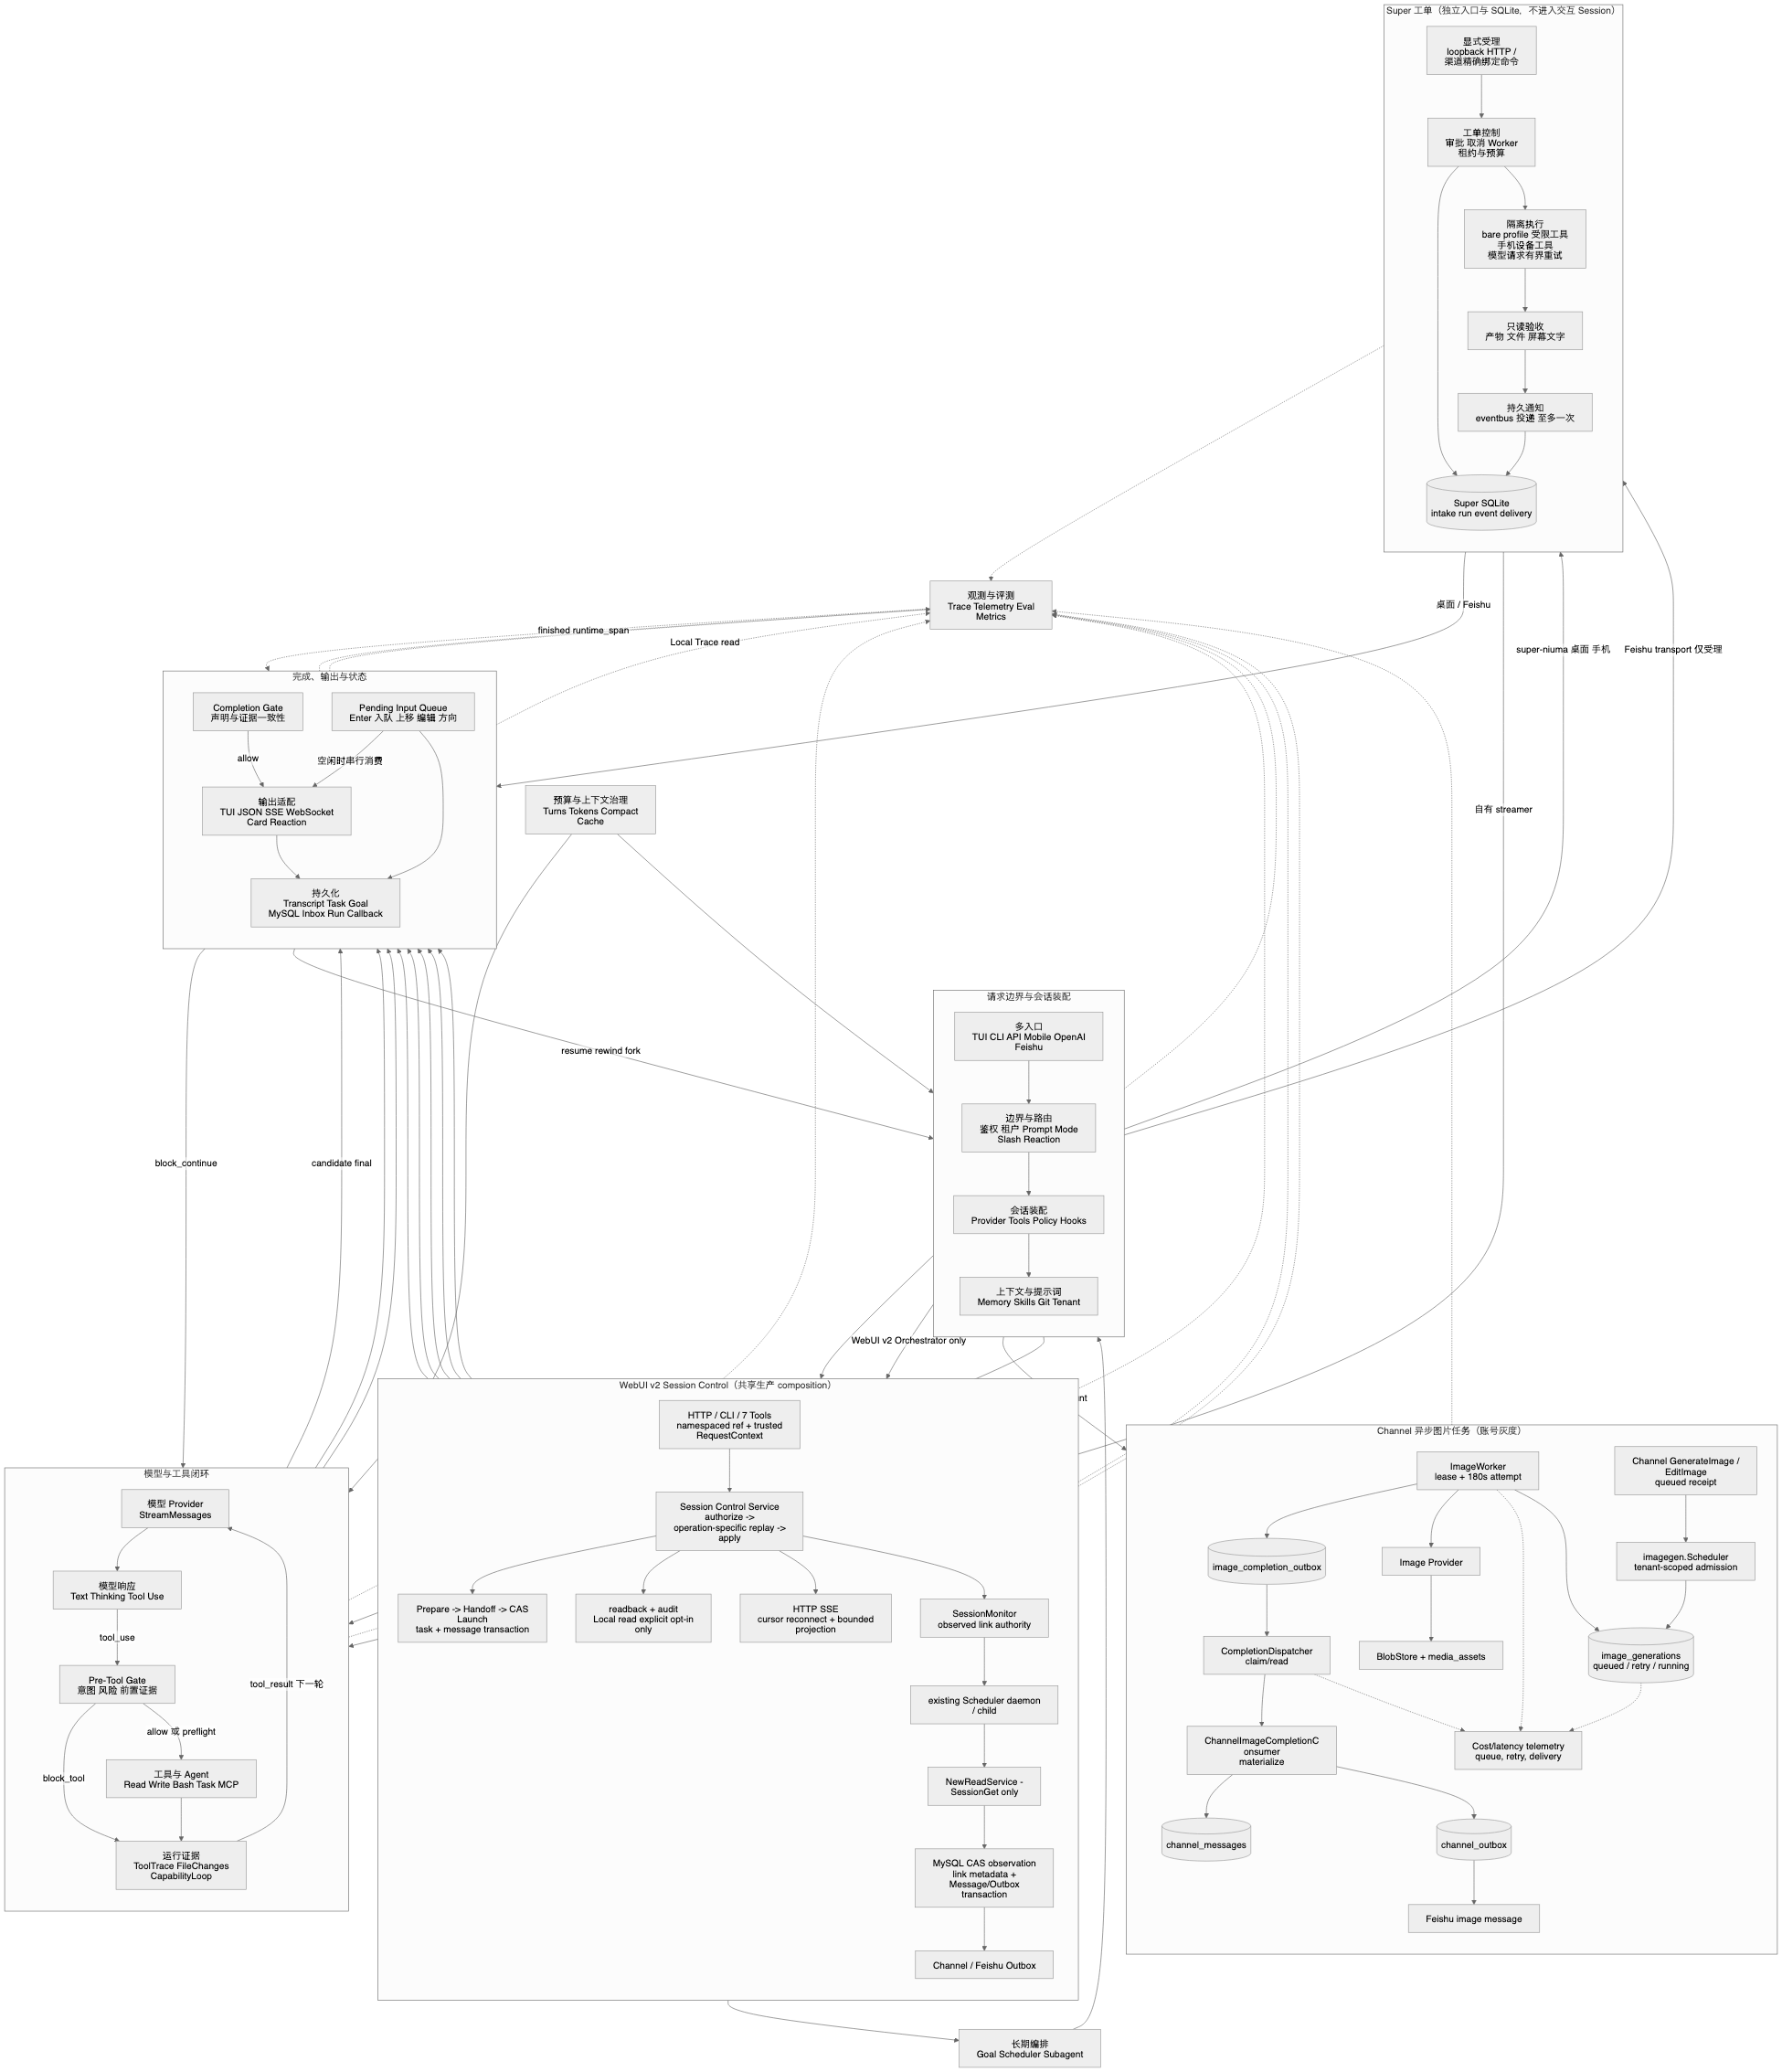 Super 工单（独立入口与 SQLite，不进入交互 Session）
显式受理
loopback HTTP /
渠道精确绑定命令
工单控制
审批 取消 Worker
租约与预算
隔离执行
bare profile 受限工具
手机设备工具
模型请求有界重试
只读验收
产物 文件 屏幕文字
持久通知
eventbus 投递 至多一次
Super SQLite
intake run event delivery
观测与评测
Trace Telemetry Eval
Metrics
桌面 / Feishu
finished runtime_span
Local Trace read
super-niuma 桌面 手机
Feishu transport 仅受理
完成、输出与状态
Completion Gate
声明与证据一致性
Pending Input Queue
Enter 入队 上移 编辑 方向
allow
空闲时串行消费
输出适配
TUI JSON SSE WebSocket
Card Reaction
持久化
Transcript Task Goal
MySQL Inbox Run Callback
预算与上下文治理
Turns Tokens Compact
Cache
自有 streamer
请求边界与会话装配
多入口
TUI CLI API Mobile OpenAI
Feishu
边界与路由
鉴权 租户 Prompt Mode
Slash Reaction
会话装配
Provider Tools Policy Hooks
上下文与提示词
Memory Skills Git Tenant
resume rewind fork
block_continue
candidate final
WebUI v2 Orchestrator only
nt
模型与工具闭环
模型 Provider
StreamMessages
模型响应
Text Thinking Tool Use
tool_use
Pre-Tool Gate
意图 风险 前置证据
tool_result 下一轮
allow 或 preflight
block_tool
工具与 Agent
Read Write Bash Task MCP
运行证据
ToolTrace FileChanges
CapabilityLoop
WebUI v2 Session Control（共享生产 composition）
HTTP / CLI / 7 Tools
namespaced ref + trusted
RequestContext
Session Control Service
authorize ->
operation-specific replay ->
apply
Prepare -> Handoff -> CAS
Launch
task + message transaction
readback + audit
Local read explicit opt-in
only
HTTP SSE
cursor reconnect + bounded
projection
SessionMonitor
observed link authority
existing Scheduler daemon
/ child
NewReadService -
SessionGet only
MySQL CAS observation
link metadata +
Message/Outbox
transaction
Channel / Feishu Outbox
Channel 异步图片任务（账号灰度）
ImageWorker
lease + 180s attempt
Channel GenerateImage /
EditImage
queued receipt
image_completion_outbox
Image Provider
imagegen.Scheduler
tenant-scoped admission
CompletionDispatcher
claim/read
BlobStore + media_assets
image_generations
queued / retry / running
ChannelImageCompletionC
onsumer
materialize
Cost/latency telemetry
queue, retry, delivery
channel_messages
channel_outbox
Feishu image message
长期编排
Goal Scheduler Subagent